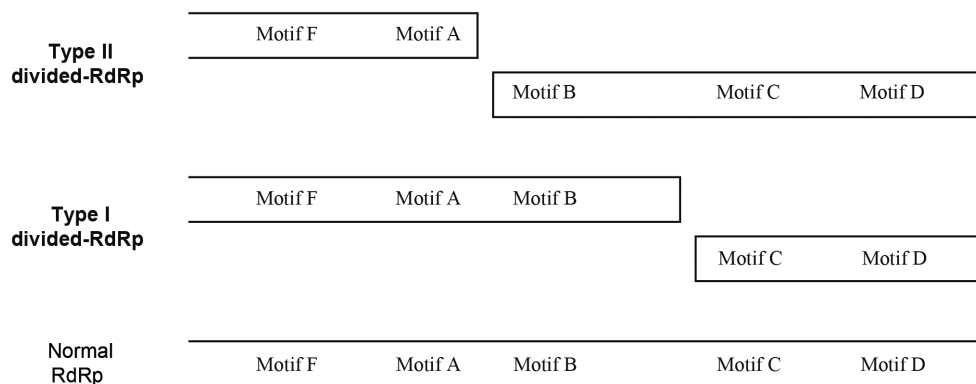 Type II
divided-RdRp
Motif F Motif A
Motif B Motif C Motif D
Type I
divided-RdRp
Motif F Motif A Motif B
Motif C Motif D
Normal
RdRp
Motif F Motif A Motif B Motif C Motif D